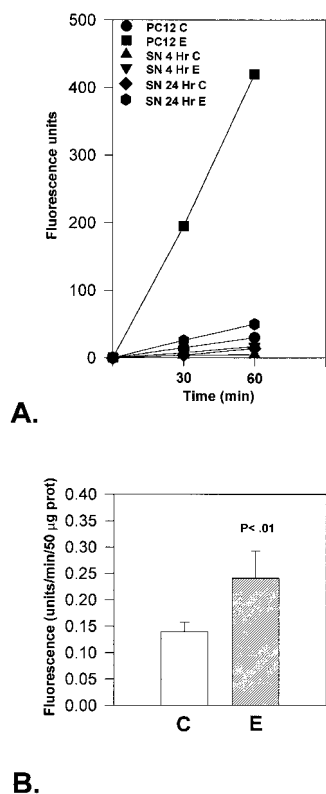 500
400
300
200
100
0
Fluorescence units
PC12 C
PC12 E
SN 4 Hr C
SN 4 Hr E
SN 24 Hr C
SN 24 Hr E
30 60
Time (min)
A.
0.40
0.35
0.30
0.25
0.20
0.15
0.10
0.05
0.00
Fluorescence (units/min/50 µg prot)
P< .01
C E
B.